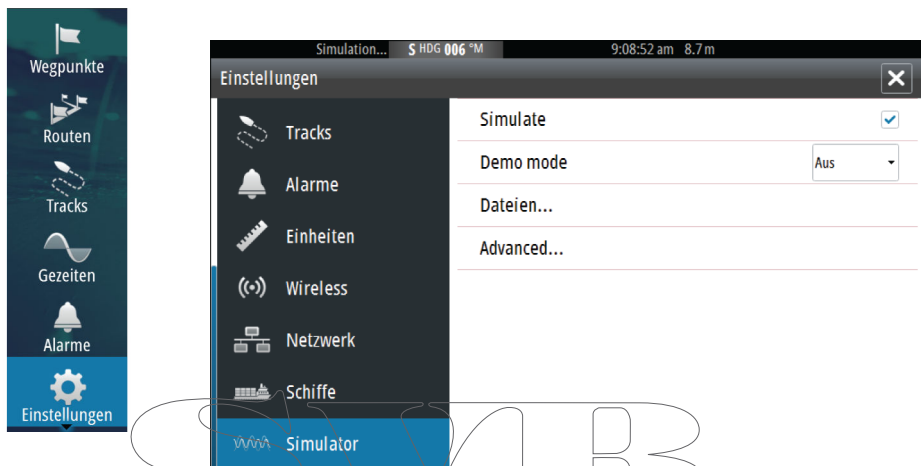 Wegpunkte
Routen
Tracks
Gezeiten
Alarme
Einstellungen
Simulation... S HDG 006 °M 9:08:52 am 8.7 m
Einstellungen
Tracks
Alarme
Einheiten
Wireless
Netzwerk
Schiffe
Simulator
Simulate
Demo mode Aus
Dateien...
Advanced...